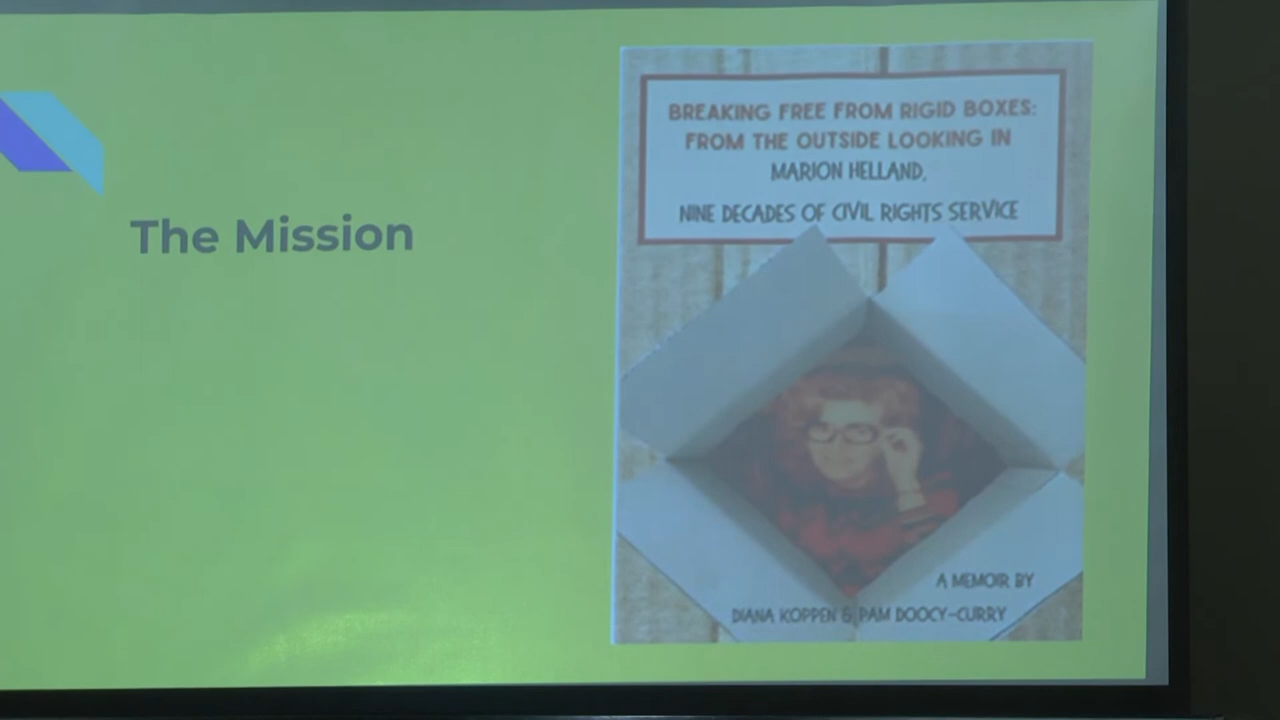 The Mission
BREAKING FREE FROM RIGID BOXES:
FROM THE OUTSIDE LOOKING IN
MARION HELLAND,
NINE DECADES OF CIVIL RIGHTS SERVICE
A MEMOIR BY
DIANA KOPPEN & PAM DOOCY-CURRY